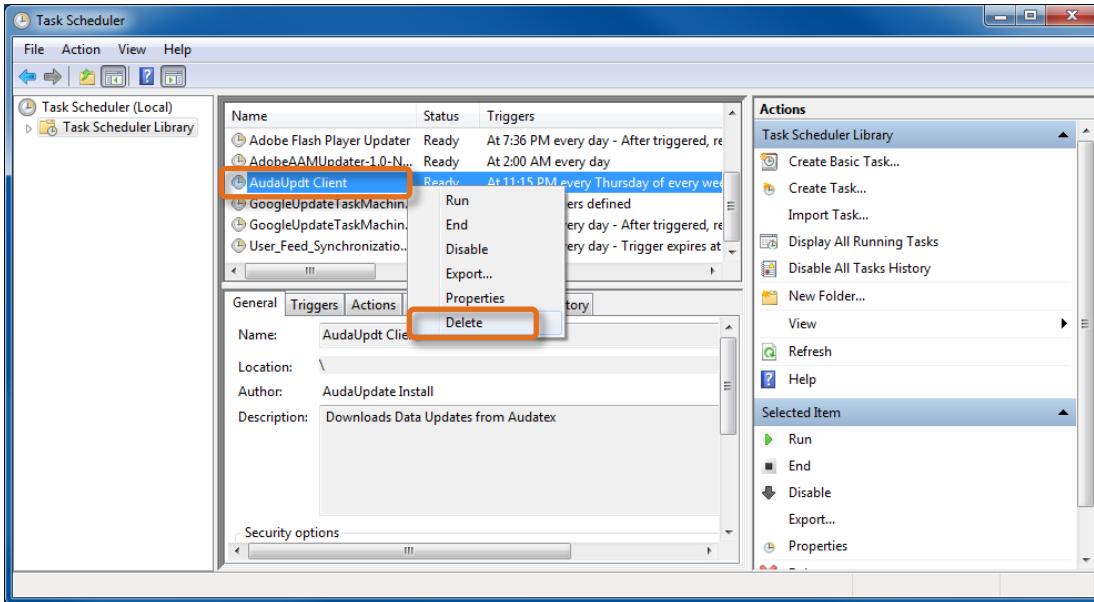 Task Scheduler
File Action View Help
Task Scheduler (Local)
Task Scheduler Library
Name Status Triggers
Adobe Flash Player Updater Ready At 7:36 PM every day - After triggered, re
AdobeAAMUpdater-1.0-N... Ready At 2:00 AM every day
AudaUpdt Client Ready At 11:15 PM every Thursday of every wee
GoogleUpdateTaskMachin. ers defined
GoogleUpdateTaskMachin. ery day - After triggered, re
User_Feed_Synchronizatio.. ery day - Trigger expires at
Run
End
Disable
Export...
Properties
Delete
General Triggers Actions tory
Name: AudaUpdt Clie
Location: \
Author: AudaUpdate Install
Description: Downloads Data Updates from Audatex
Security options
Actions
Task Scheduler Library
Create Basic Task...
Create Task...
Import Task...
Display All Running Tasks
Disable All Tasks History
New Folder...
View
Refresh
Help
Selected Item
Run
End
Disable
Export...
Properties